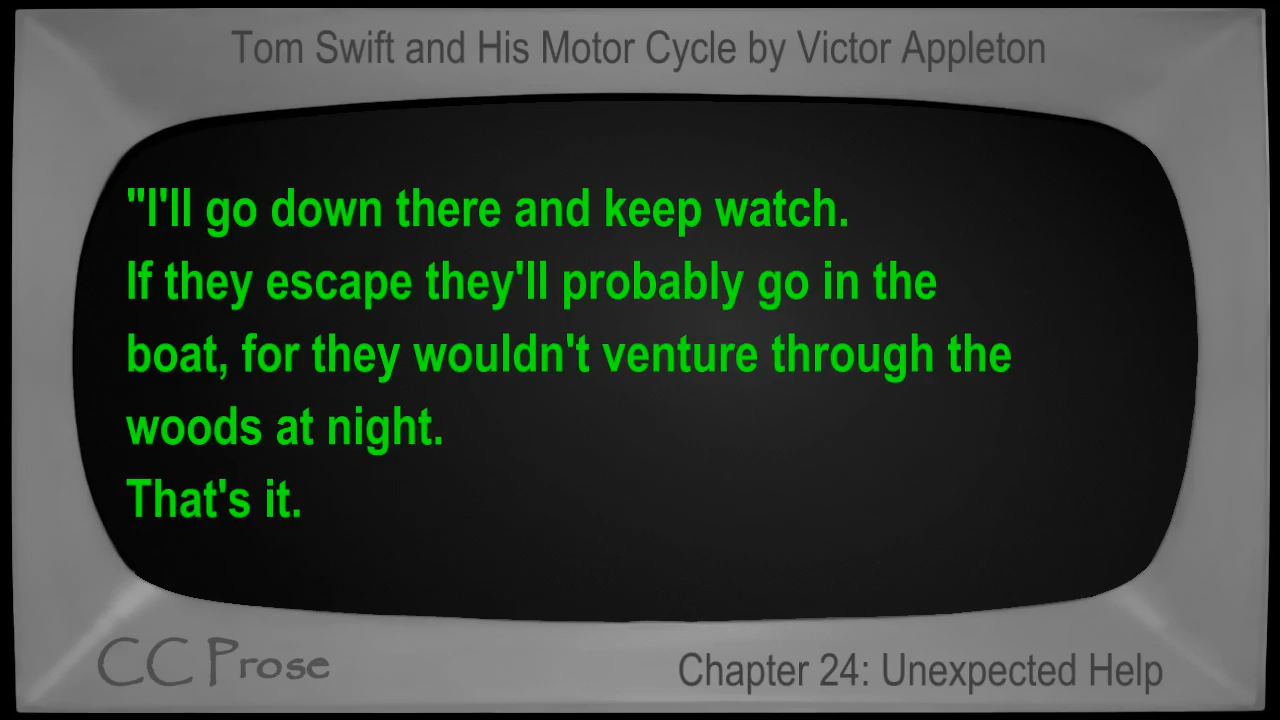 Tom Swift and His Motor Cycle by Victor Appleton
"I'll go down there and keep watch.
If they escape they'll probably go in the
boat, for they wouldn't venture through the
woods at night.
That's it.
CC Prose
Chapter 24: Unexpected Help